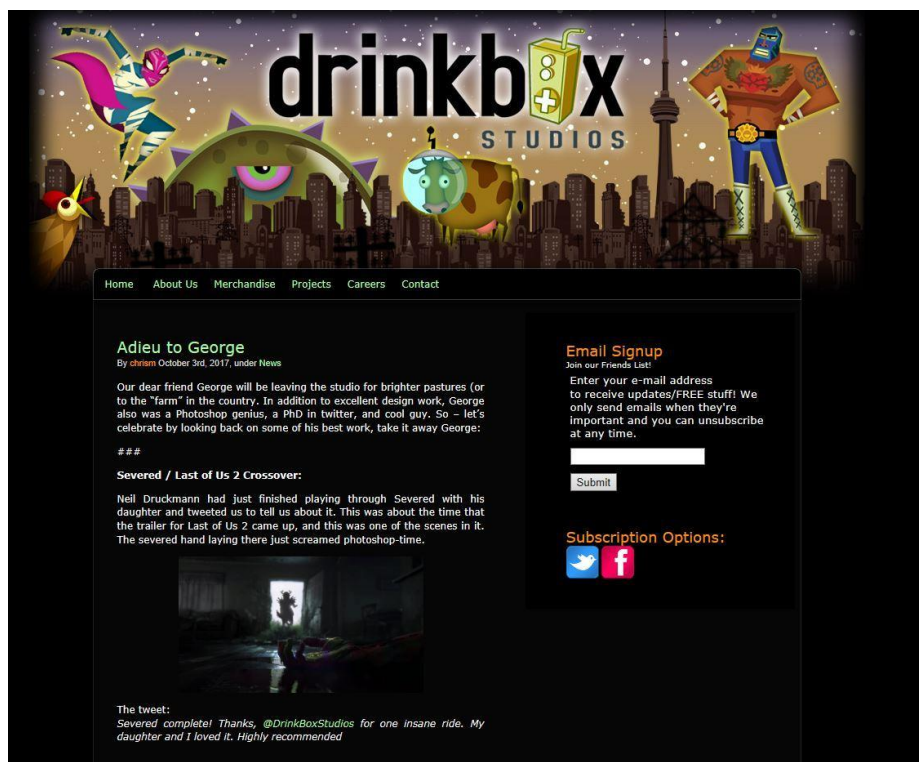 drinkbox
STUDIOS
Home About Us Merchandise Projects Careers Contact
Adieu to George
By chrism October 3rd, 2017, under News
Our dear friend George will be leaving the studio for brighter pastures (or
to the “farm” in the country. In addition to excellent design work, George
also was a Photoshop genius, a PhD in twitter, and cool guy. So – let’s
celebrate by looking back on some of his best work, take it away George:
###
Severed / Last of Us 2 Crossover:
Neil Druckmann had just finished playing through Severed with his
daughter and tweeted us to tell us about it. This was about the time that
the trailer for Last of Us 2 came up, and this was one of the scenes in it.
The severed hand laying there just screamed photoshop-time.
The tweet:
Severed complete! Thanks, @DrinkBoxStudios for one insane ride. My
daughter and I loved it. Highly recommended
Email Signup
Join our Friends List!
Enter your e-mail address
to receive updates/FREE stuff! We
only send emails when they're
important and you can unsubscribe
at any time.
Submit
Subscription Options: